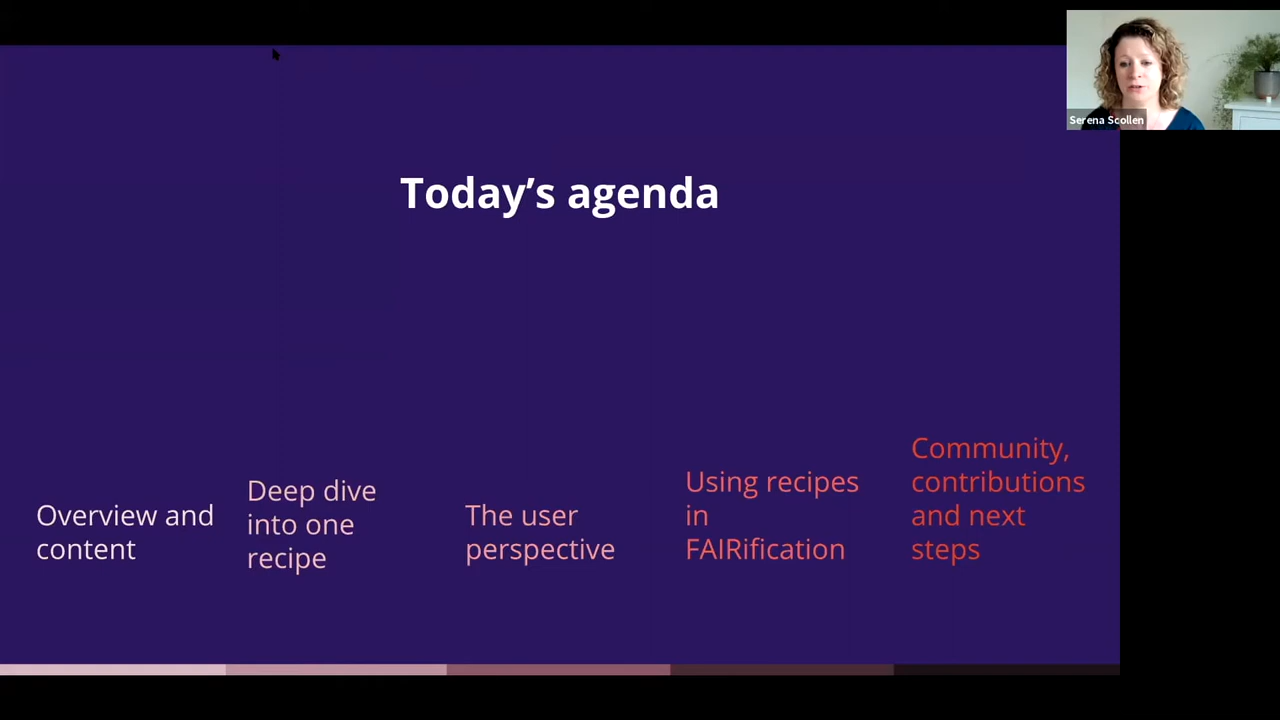 Serena Scollen
Today's agenda
Overview and
content
Deep dive
into one
recipe
The user
perspective
Using recipes
in
FAIRification
Community,
contributions
and next
steps